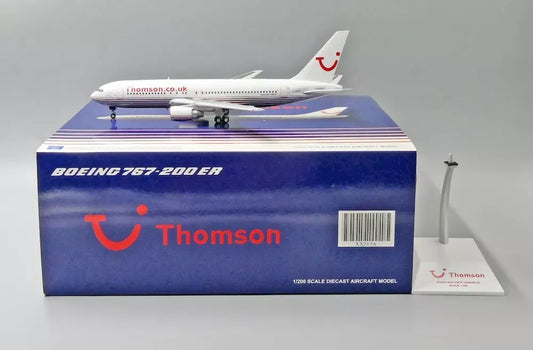 Thomson.co.uk
BOEING 767-200ER
Thomson
1/200 SCALE DIECAST AIRCRAFT MODEL
Thomson